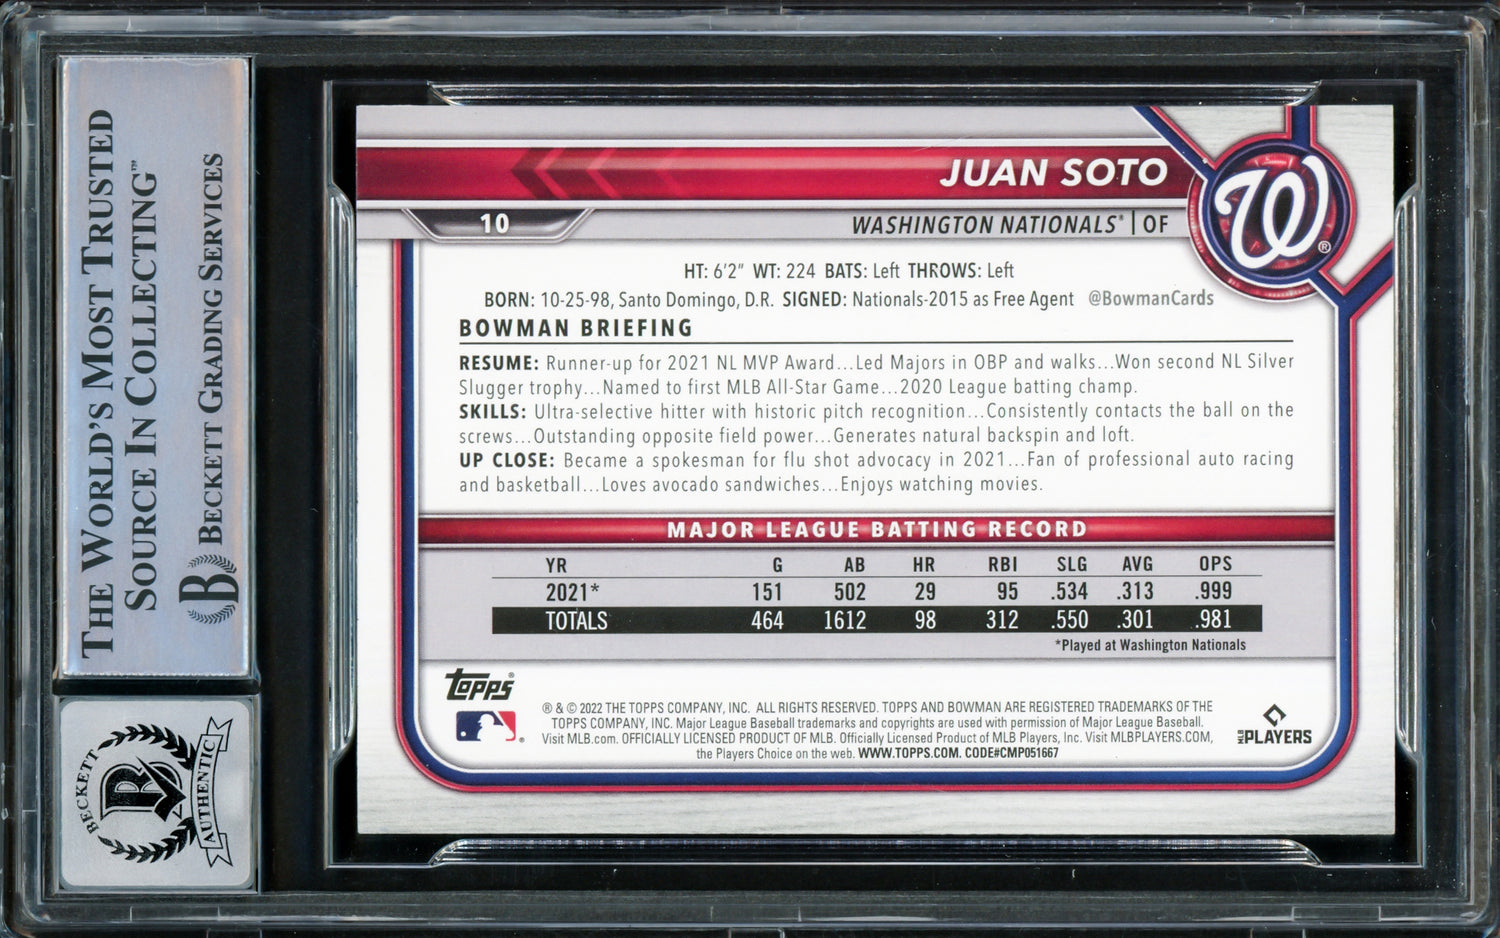 THE WORLD'S MOST TRUSTED
SOURCE IN COLLECTING™
B BECKETT GRADING SERVICES
BECKETT
B
AUTHENTIC
JUAN SOTO
10
WASHINGTON NATIONALS® | OF
W®
HT: 6'2" WT: 224 BATS: Left THROWS: Left
BORN: 10-25-98, Santo Domingo, D.R. SIGNED: Nationals-2015 as Free Agent @BowmanCards
BOWMAN BRIEFING
RESUME: Runner-up for 2021 NL MVP Award...Led Majors in OBP and walks...Won second NL Silver
Slugger trophy...Named to first MLB All-Star Game...2020 League batting champ.
SKILLS: Ultra-selective hitter with historic pitch recognition...Consistently contacts the ball on the
screws...Outstanding opposite field power...Generates natural backspin and loft.
UP CLOSE: Became a spokesman for flu shot advocacy in 2021...Fan of professional auto racing
and basketball...Loves avocado sandwiches...Enjoys watching movies.
MAJOR LEAGUE BATTING RECORD
YR G AB HR RBI SLG AVG OPS
2021* 151 502 29 95 .534 .313 .999
TOTALS 464 1612 98 312 .550 .301 .981
*Played at Washington Nationals
Topps®
® & © 2022 THE TOPPS COMPANY, INC. ALL RIGHTS RESERVED. TOPPS AND BOWMAN ARE REGISTERED TRADEMARKS OF THE
TOPPS COMPANY, INC. Major League Baseball trademarks and copyrights are used with permission of Major League Baseball.
Visit MLB.com. OFFICIALLY LICENSED PRODUCT OF MLB. Officially Licensed Product of MLB Players, Inc. Visit MLBPLAYERS.COM,
the Players Choice on the web. WWW.TOPPS.COM. CODE#CMP051667
MLB PLAYERS